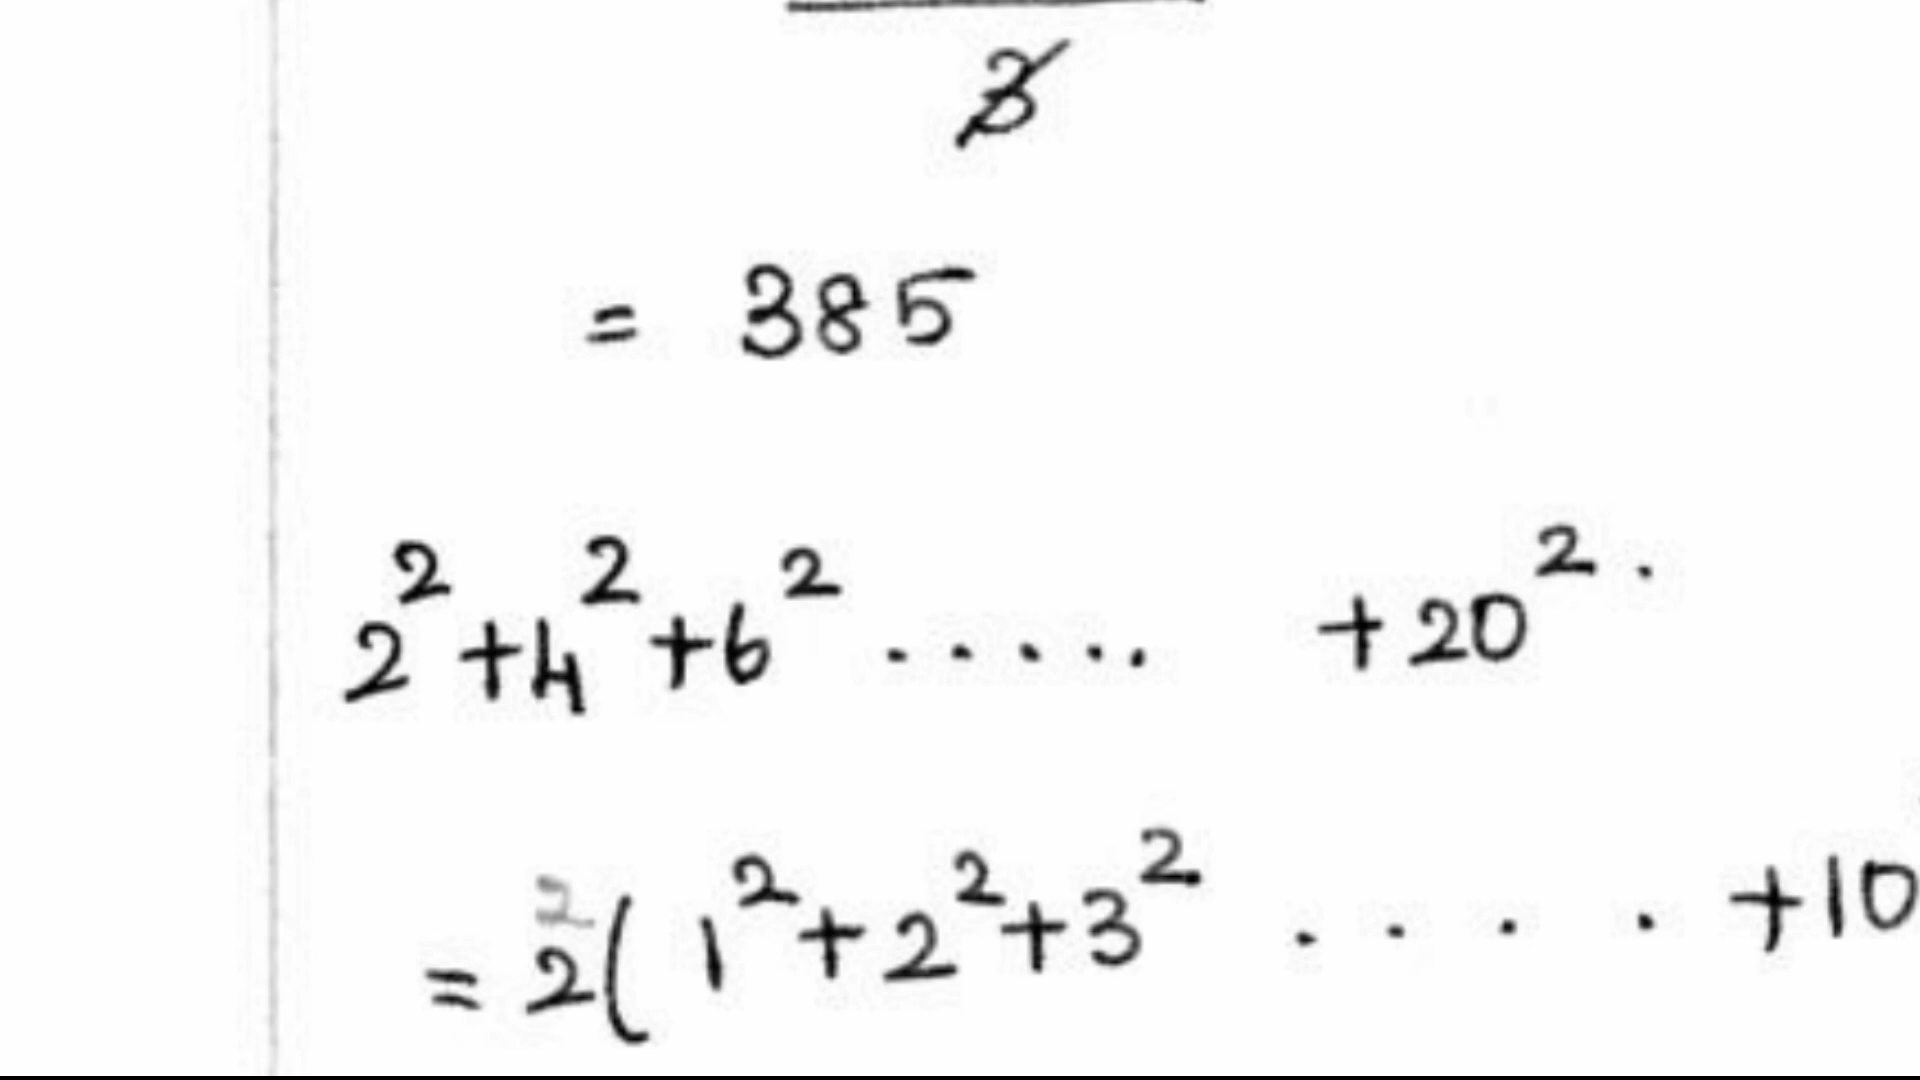 3
= 385
2² + 4² + 6² ..... + 20².
= 2²(1² + 2² + 3² .... + 10